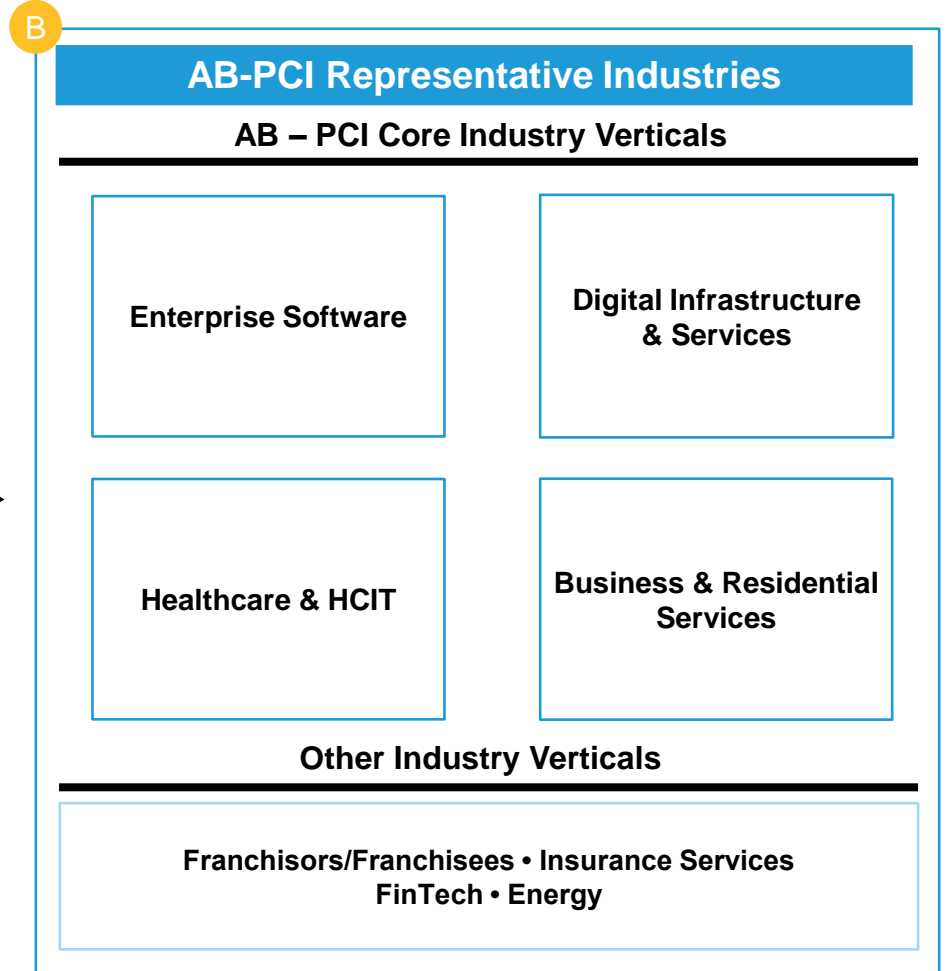 B
AB-PCI Representative Industries
AB – PCI Core Industry Verticals
Enterprise Software
Digital Infrastructure
& Services
Healthcare & HCIT
Business & Residential
Services
Other Industry Verticals
Franchisors/Franchisees • Insurance Services
FinTech • Energy